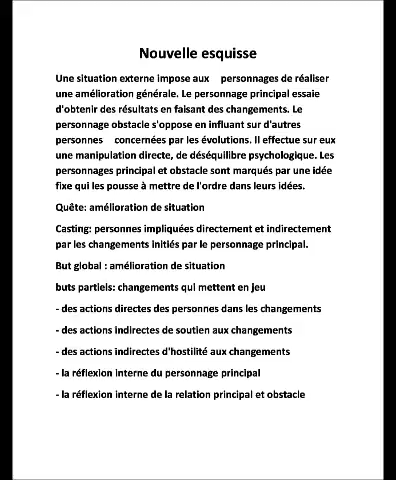 Nouvelle esquisse
Une situation externe impose aux personnages de réaliser
une amélioration générale. Le personnage principal essaie
d'obtenir des résultats en faisant des changements. Le
personnage obstacle s'oppose en influant sur d'autres
personnes concernées par les évolutions. Il effectue sur eux
une manipulation directe, de déséquilibre psychologique. Les
personnages principal et obstacle sont marqués par une idée
fixe qui les pousse à mettre de l'ordre dans leurs idées.
Quête: amélioration de situation
Casting: personnes impliquées directement et indirectement
par les changements initiés par le personnage principal.
But global : amélioration de situation
buts partiels: changements qui mettent en jeu
- des actions directes des personnes dans les changements
- des actions indirectes de soutien aux changements
- des actions indirectes d'hostilité aux changements
- la réflexion interne du personnage principal
- la réflexion interne de la relation principal et obstacle